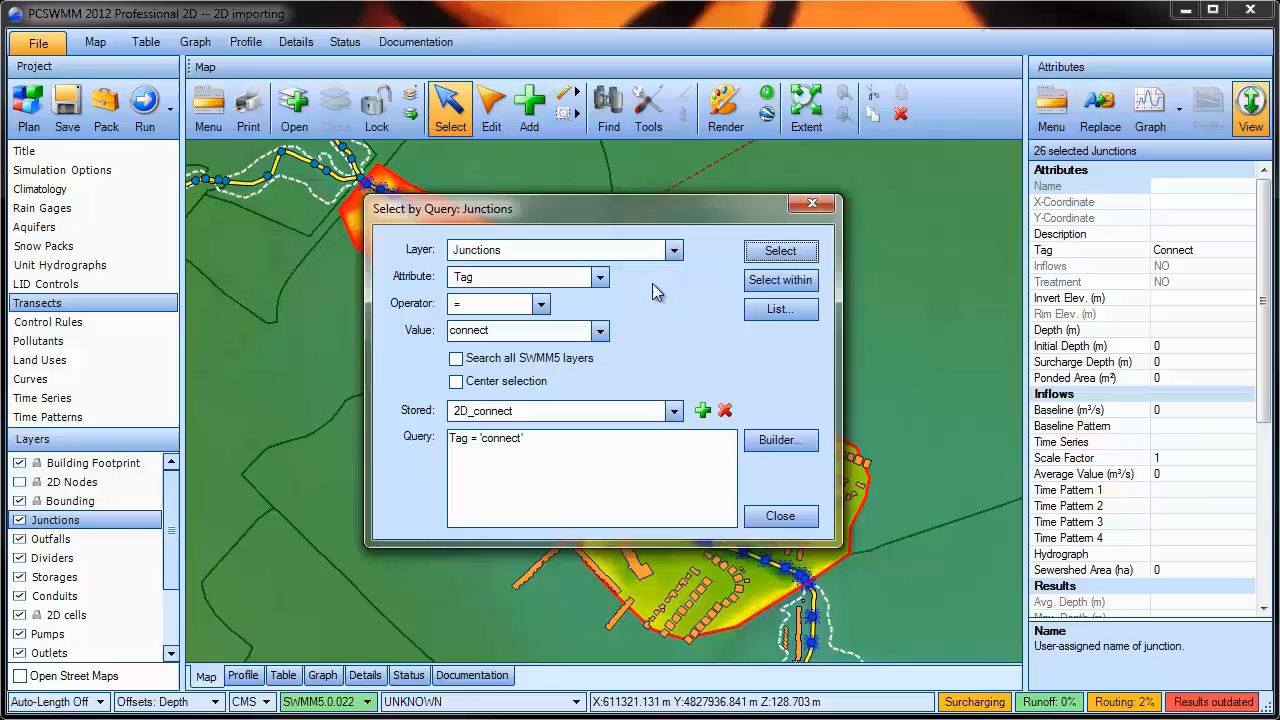 PCSWMM 2012 Professional 2D -- 2D importing
File Map Table Graph Profile Details Status Documentation
Project
Plan Save Pack Run
Title
Simulation Options
Climatology
Rain Gages
Aquifers
Snow Packs
Unit Hydrographs
LID Controls
Transects
Control Rules
Pollutants
Land Uses
Curves
Time Series
Time Patterns
Layers
Building Footprint
2D Nodes
Bounding
Junctions
Outfalls
Dividers
Storages
Conduits
2D cells
Pumps
Outlets
Open Street Maps
Map
Menu Print Open Close Lock Select Edit Add Find Tools Render Extent
Select by Query: Junctions
Layer: Junctions Select
Attribute: Tag Select within
Operator: = List...
Value: connect
Search all SWMM5 layers
Center selection
Stored: 2D_connect
Query: Tag = 'connect' Builder...
Close
Map Profile Table Graph Details Status Documentation
Attributes
Menu Replace Graph Profile View
26 selected Junctions
Attributes
Name
X-Coordinate
Y-Coordinate
Description
Tag Connect
Inflows NO
Treatment NO
Invert Elev. (m)
Rim Elev. (m)
Depth (m)
Initial Depth (m) 0
Surcharge Depth (m) 0
Ponded Area (m²) 0
Inflows
Baseline (m³/s) 0
Baseline Pattern
Time Series
Scale Factor 1
Average Value (m³/s) 0
Time Pattern 1
Time Pattern 2
Time Pattern 3
Time Pattern 4
Hydrograph
Sewershed Area (ha) 0
Results
Avg. Depth (m)
Name
User-assigned name of junction.
Auto-Length Off Offsets: Depth CMS SWMM5.0.022 UNKNOWN X:611321.131 m Y:4827936.841 m Z:128.703 m Surcharging Runoff: 0% Routing: 2% Results outdated